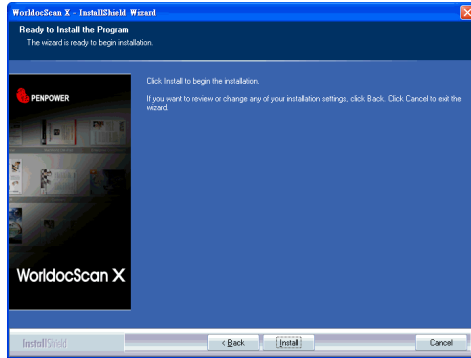 WorldocScan X - InstallShield Wizard
Ready to Install the Program
The wizard is ready to begin installation.
Click Install to begin the installation.
If you want to review or change any of your installation settings, click Back. Click Cancel to exit the
wizard.
PENPOWER
WorldocScan X
InstallShield
< Back
Install
Cancel